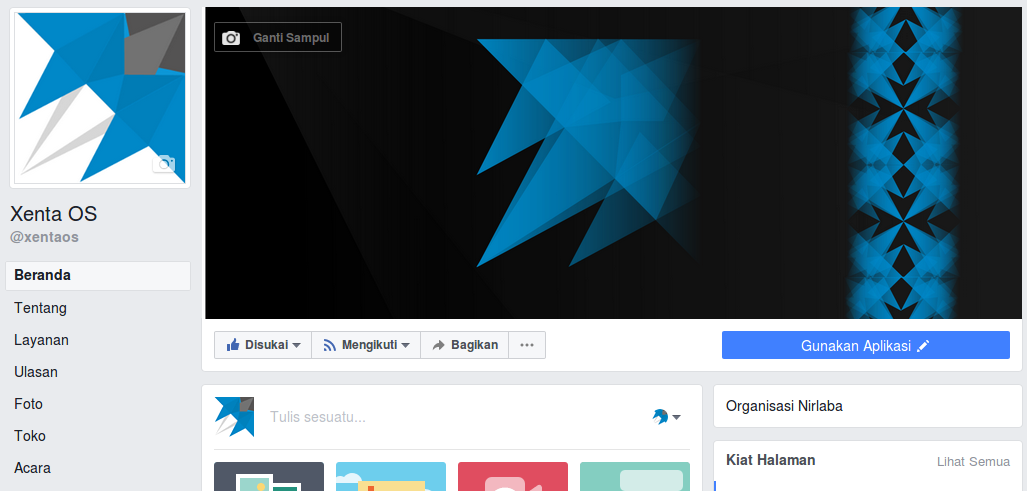 Ganti Sampul
Xenta OS
@xentaos
Beranda
Tentang
Layanan
Ulasan
Foto
Toko
Acara
Disukai
Mengikuti
Bagikan
Gunakan Aplikasi
Tulis sesuatu...
Organisasi Nirlaba
Kiat Halaman
Lihat Semua